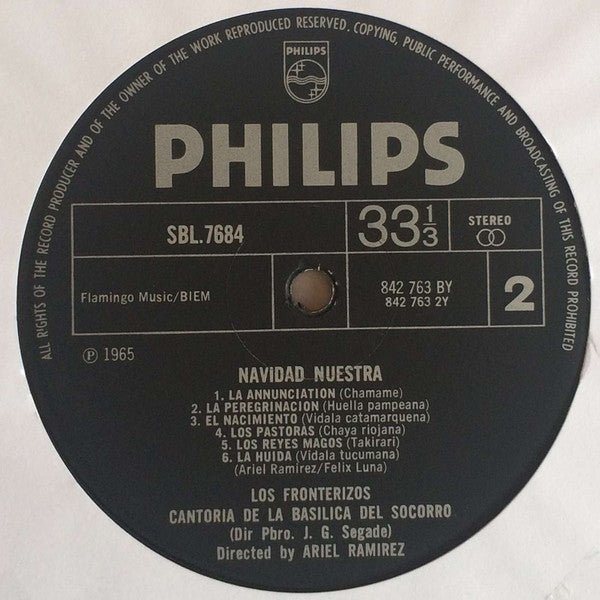 ALL RIGHTS OF THE RECORD PRODUCER AND OF THE OWNER OF THE WORK REPRODUCED RESERVED. COPYING, PUBLIC PERFORMANCE AND BROADCASTING OF THIS RECORD PROHIBITED
PHILIPS
PHILIPS
SBL.7684
33 1/3
STEREO
Flamingo Music/BIEM
842 763 BY
842 763 2Y
2
Ⓟ 1965
NAVIDAD NUESTRA
1. LA ANNUNCIATION (Chamame)
2. LA PEREGRINACION (Huella pampeana)
3. EL NACIMIENTO (Vidala catamarquena)
4. LOS PASTORAS (Chaya riojana)
5. LOS REYES MAGOS (Takirari)
6. LA HUIDA (Vidala tucumana)
(Ariel Ramirez/Felix Luna)
LOS FRONTERIZOS
CANTORIA DE LA BASILICA DEL SOCORRO
(Dir Pbro. J. G. Segade)
Directed by ARIEL RAMIREZ